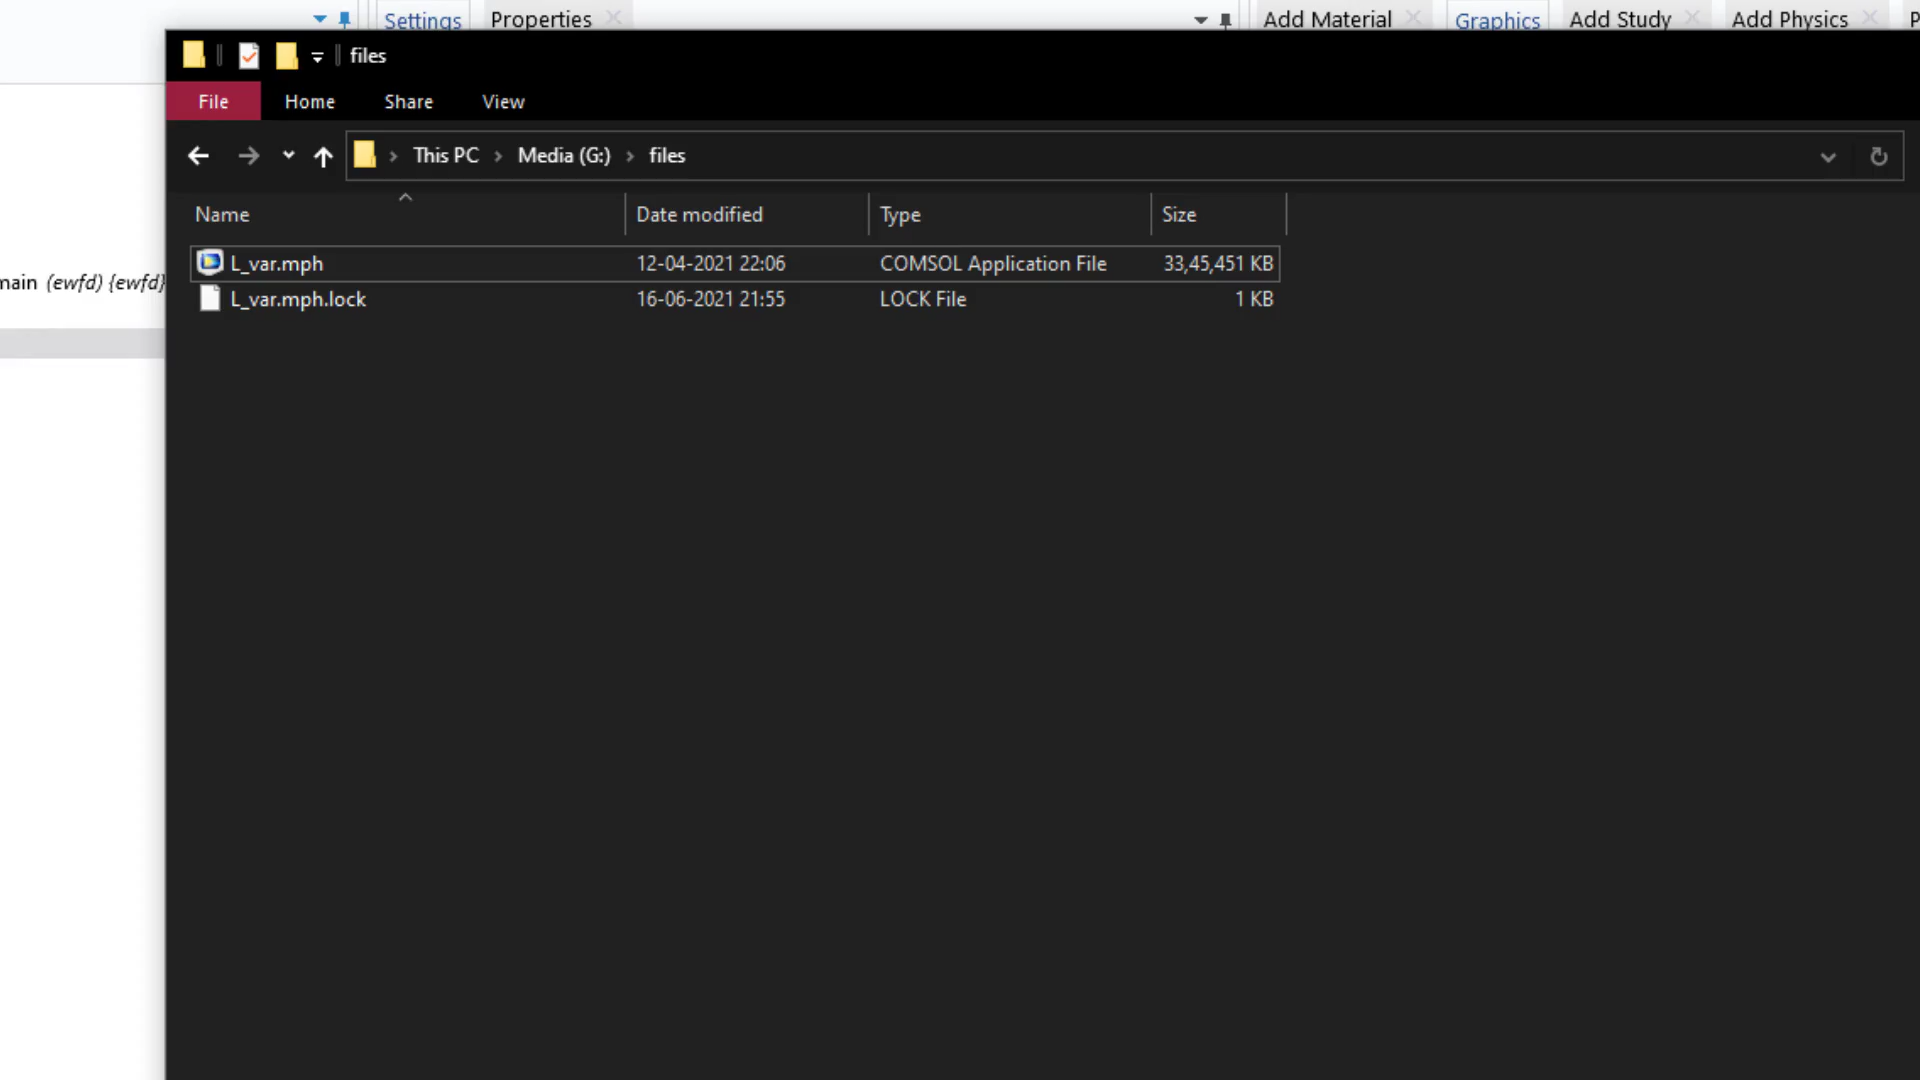 Settings Properties Add Material Graphics Add Study Add Physics
files
File Home Share View
This PC Media (G:) files
Name Date modified Type Size
L_var.mph 12-04-2021 22:06 COMSOL Application File 33,45,451 KB
main (ewfd) {ewfd}
L_var.mph.lock 16-06-2021 21:55 LOCK File 1 KB